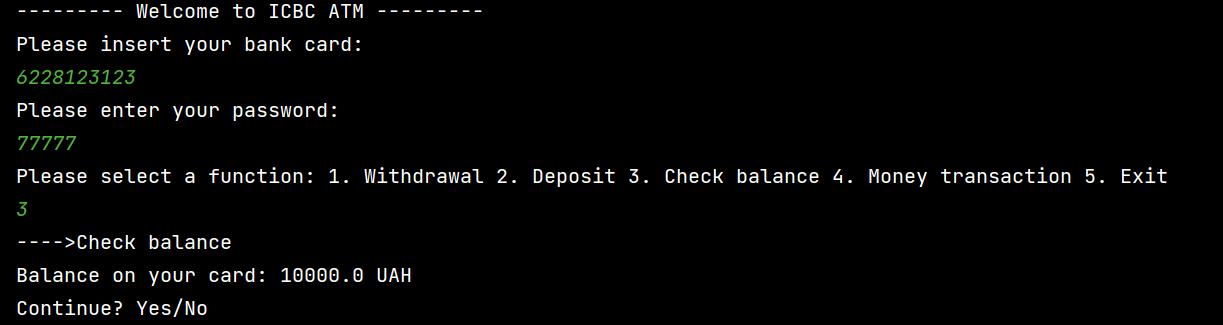 --------- Welcome to ICBC ATM ---------
Please insert your bank card:
6228123123
Please enter your password:
77777
Please select a function: 1. Withdrawal 2. Deposit 3. Check balance 4. Money transaction 5. Exit
3
---->Check balance
Balance on your card: 10000.0 UAH
Continue? Yes/No